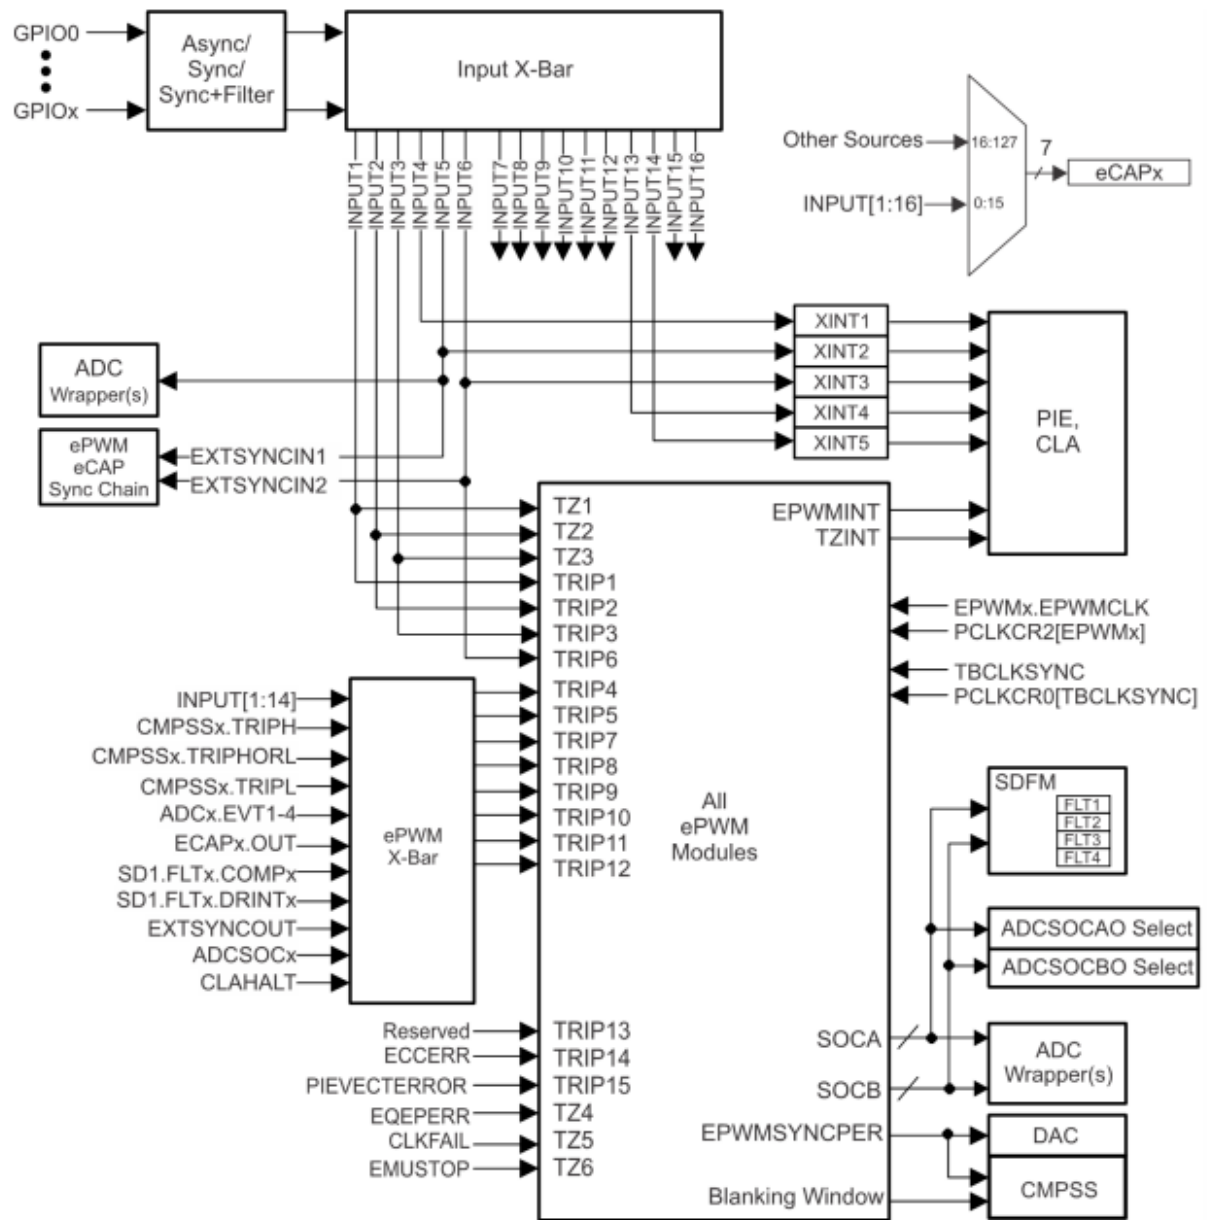 GPIO0
GPIOx
Async/
Sync/
Sync+Filter
Input X-Bar
INPUT1
INPUT2
INPUT3
INPUT4
INPUT5
INPUT6
INPUT7
INPUT8
INPUT9
INPUT10
INPUT11
INPUT12
INPUT13
INPUT14
INPUT15
INPUT16
Other Sources
16:127
7
eCAPx
INPUT[1:16]
0:15
XINT1
XINT2
XINT3
XINT4
XINT5
PIE,
CLA
ADC
Wrapper(s)
ePWM
eCAP
Sync Chain
EXTSYNCIN1
EXTSYNCIN2
TZ1
TZ2
TZ3
TRIP1
TRIP2
TRIP3
TRIP6
TRIP4
TRIP5
TRIP7
TRIP8
TRIP9
TRIP10
TRIP11
TRIP12
EPWMINT
TZINT
EPWMx.EPWMCLK
PCLKCR2[EPWMx]
TBCLKSYNC
PCLKCR0[TBCLKSYNC]
INPUT[1:14]
CMPSSx.TRIPH
CMPSSx.TRIPHORL
CMPSSx.TRIPL
ADCx.EVT1-4
ECAPx.OUT
SD1.FLTx.COMPx
SD1.FLTx.DRINTx
EXTSYNCOUT
ADCSOCx
CLAHALT
ePWM
X-Bar
All
ePWM
Modules
SDFM
FLT1
FLT2
FLT3
FLT4
ADCSOCAO Select
ADCSOCBO Select
Reserved
ECCERR
PIEVECTERROR
EQEPERR
CLKFAIL
EMUSTOP
TRIP13
TRIP14
TRIP15
TZ4
TZ5
TZ6
SOCA
SOCB
ADC
Wrapper(s)
EPWMSYNCPER
DAC
Blanking Window
CMPSS